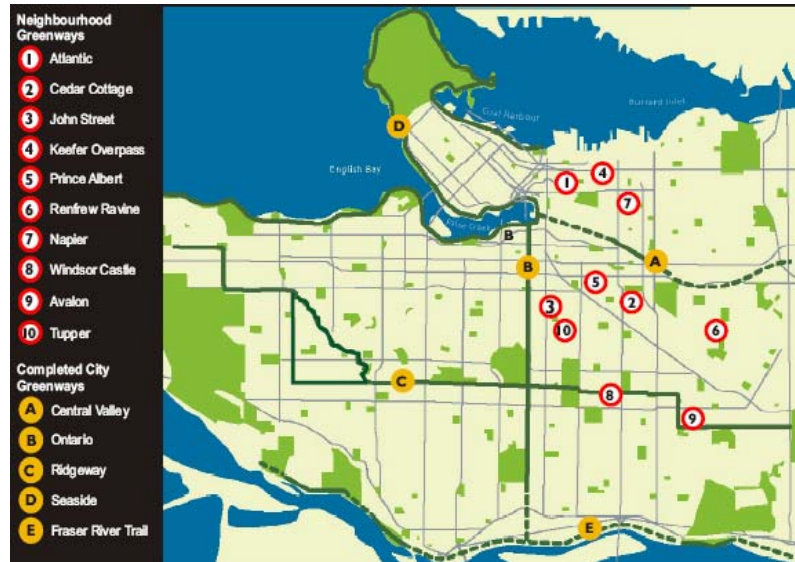 Neighbourhood
Greenways
1 Atlantic
2 Cedar Cottage
3 John Street
4 Keefer Overpass
5 Prince Albert
6 Renfrew Ravine
7 Napier
8 Windsor Castle
9 Avalon
10 Tupper
Completed City
Greenways
A Central Valley
B Ontario
C Ridgeway
D Seaside
E Fraser River Trail
Burrard Inlet
Coal Harbour
D
English Bay
4
1
7
False Creek
B
B
A
5
3
2
10
6
C
8
9
E